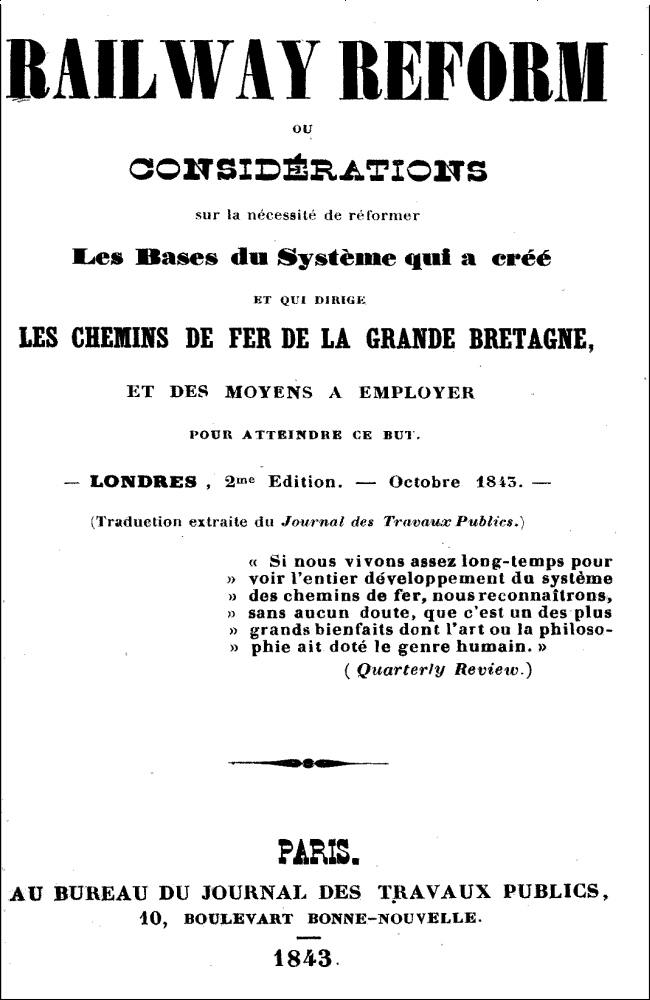 RAILWAY REFORM
OU
CONSIDÉRATIONS
sur la nécessité de réformer
Les Bases du Système qui a créé
ET QUI DIRIGE
LES CHEMINS DE FER DE LA GRANDE BRETAGNE,
ET DES MOYENS A EMPLOYER
POUR ATTEINDRE CE BUT.
— LONDRES, 2me Edition. — Octobre 1843. —
(Traduction extraite du Journal des Travaux Publics.)
« Si nous vivons assez long-temps pour
» voir l'entier développement du système
» des chemins de fer, nous reconnaîtrons,
» sans aucun doute, que c'est un des plus
» grands bienfaits dont l'art ou la philoso-
» phie ait doté le genre humain. »
( Quarterly Review.)
PARIS.
AU BUREAU DU JOURNAL DES TRAVAUX PUBLICS,
10, BOULEVART BONNE-NOUVELLE.
1843.